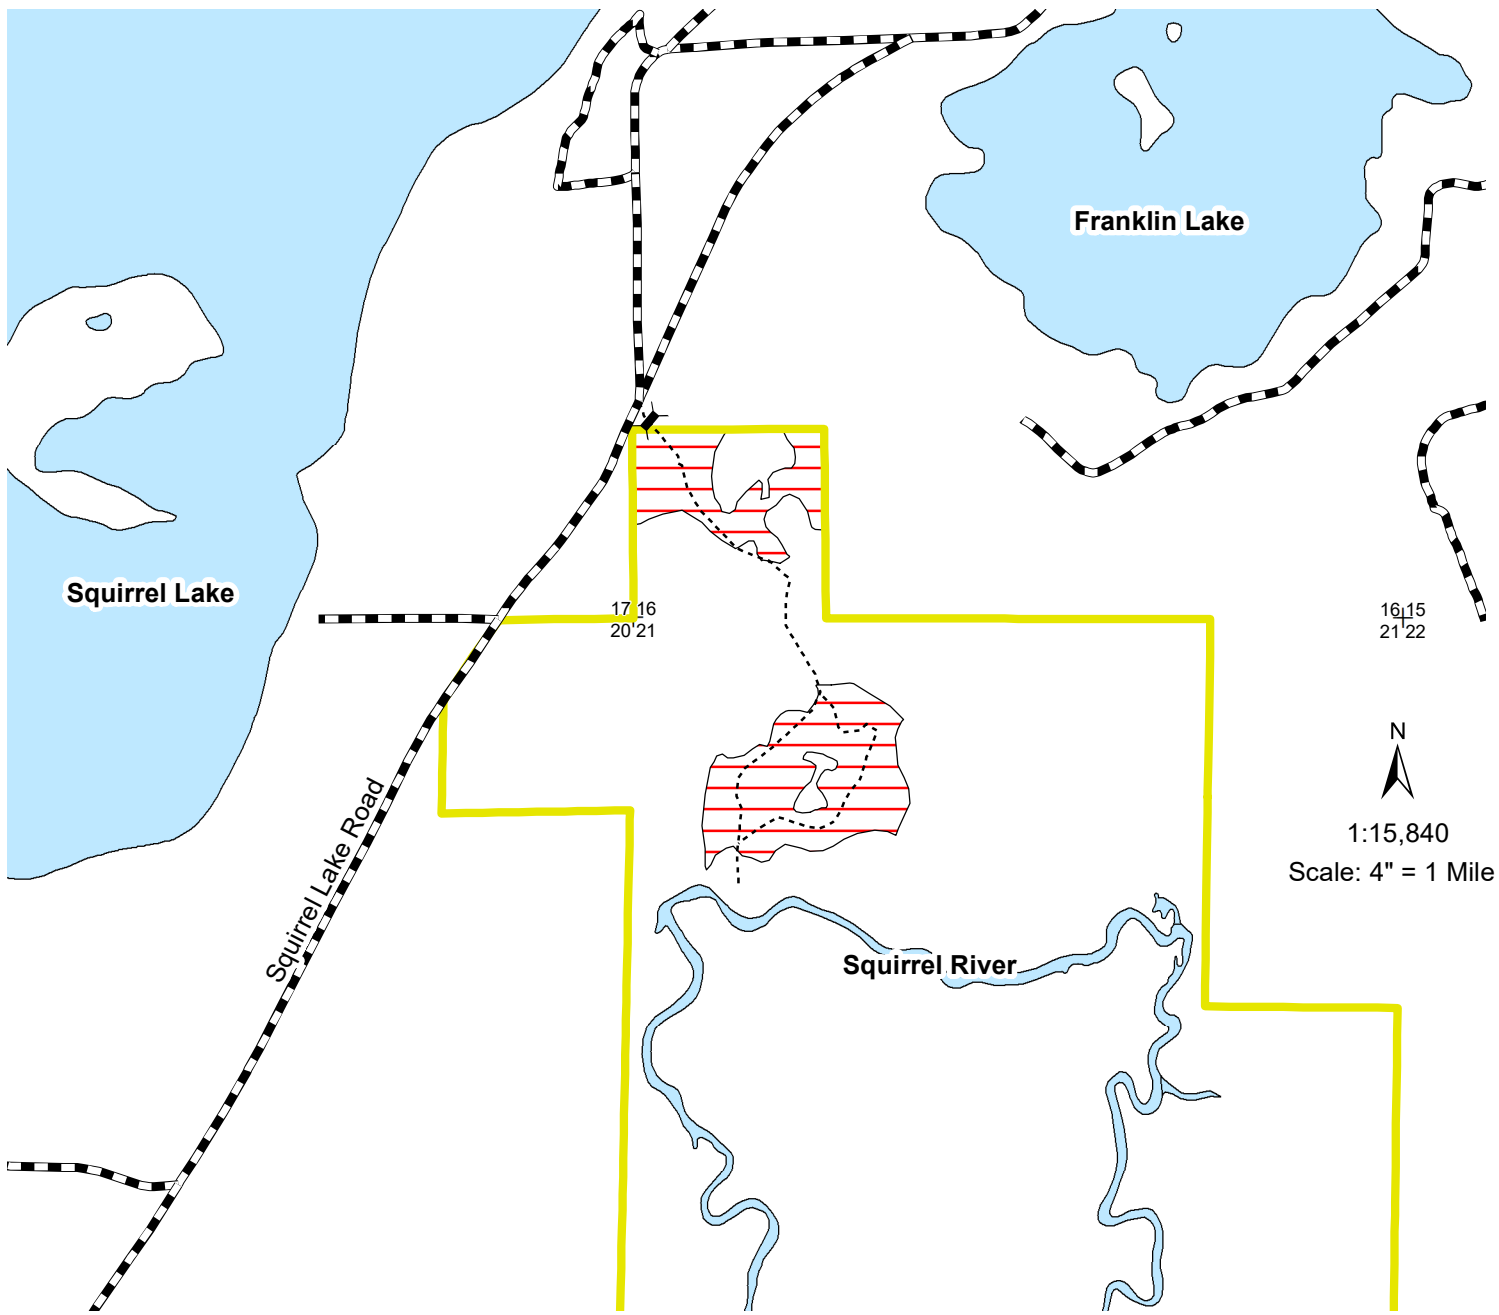 Franklin Lake
Squirrel Lake
17 16
20 21
16 15
21 22
N
1:15,840
Scale: 4" = 1 Mile
Squirrel Lake Road
Squirrel River